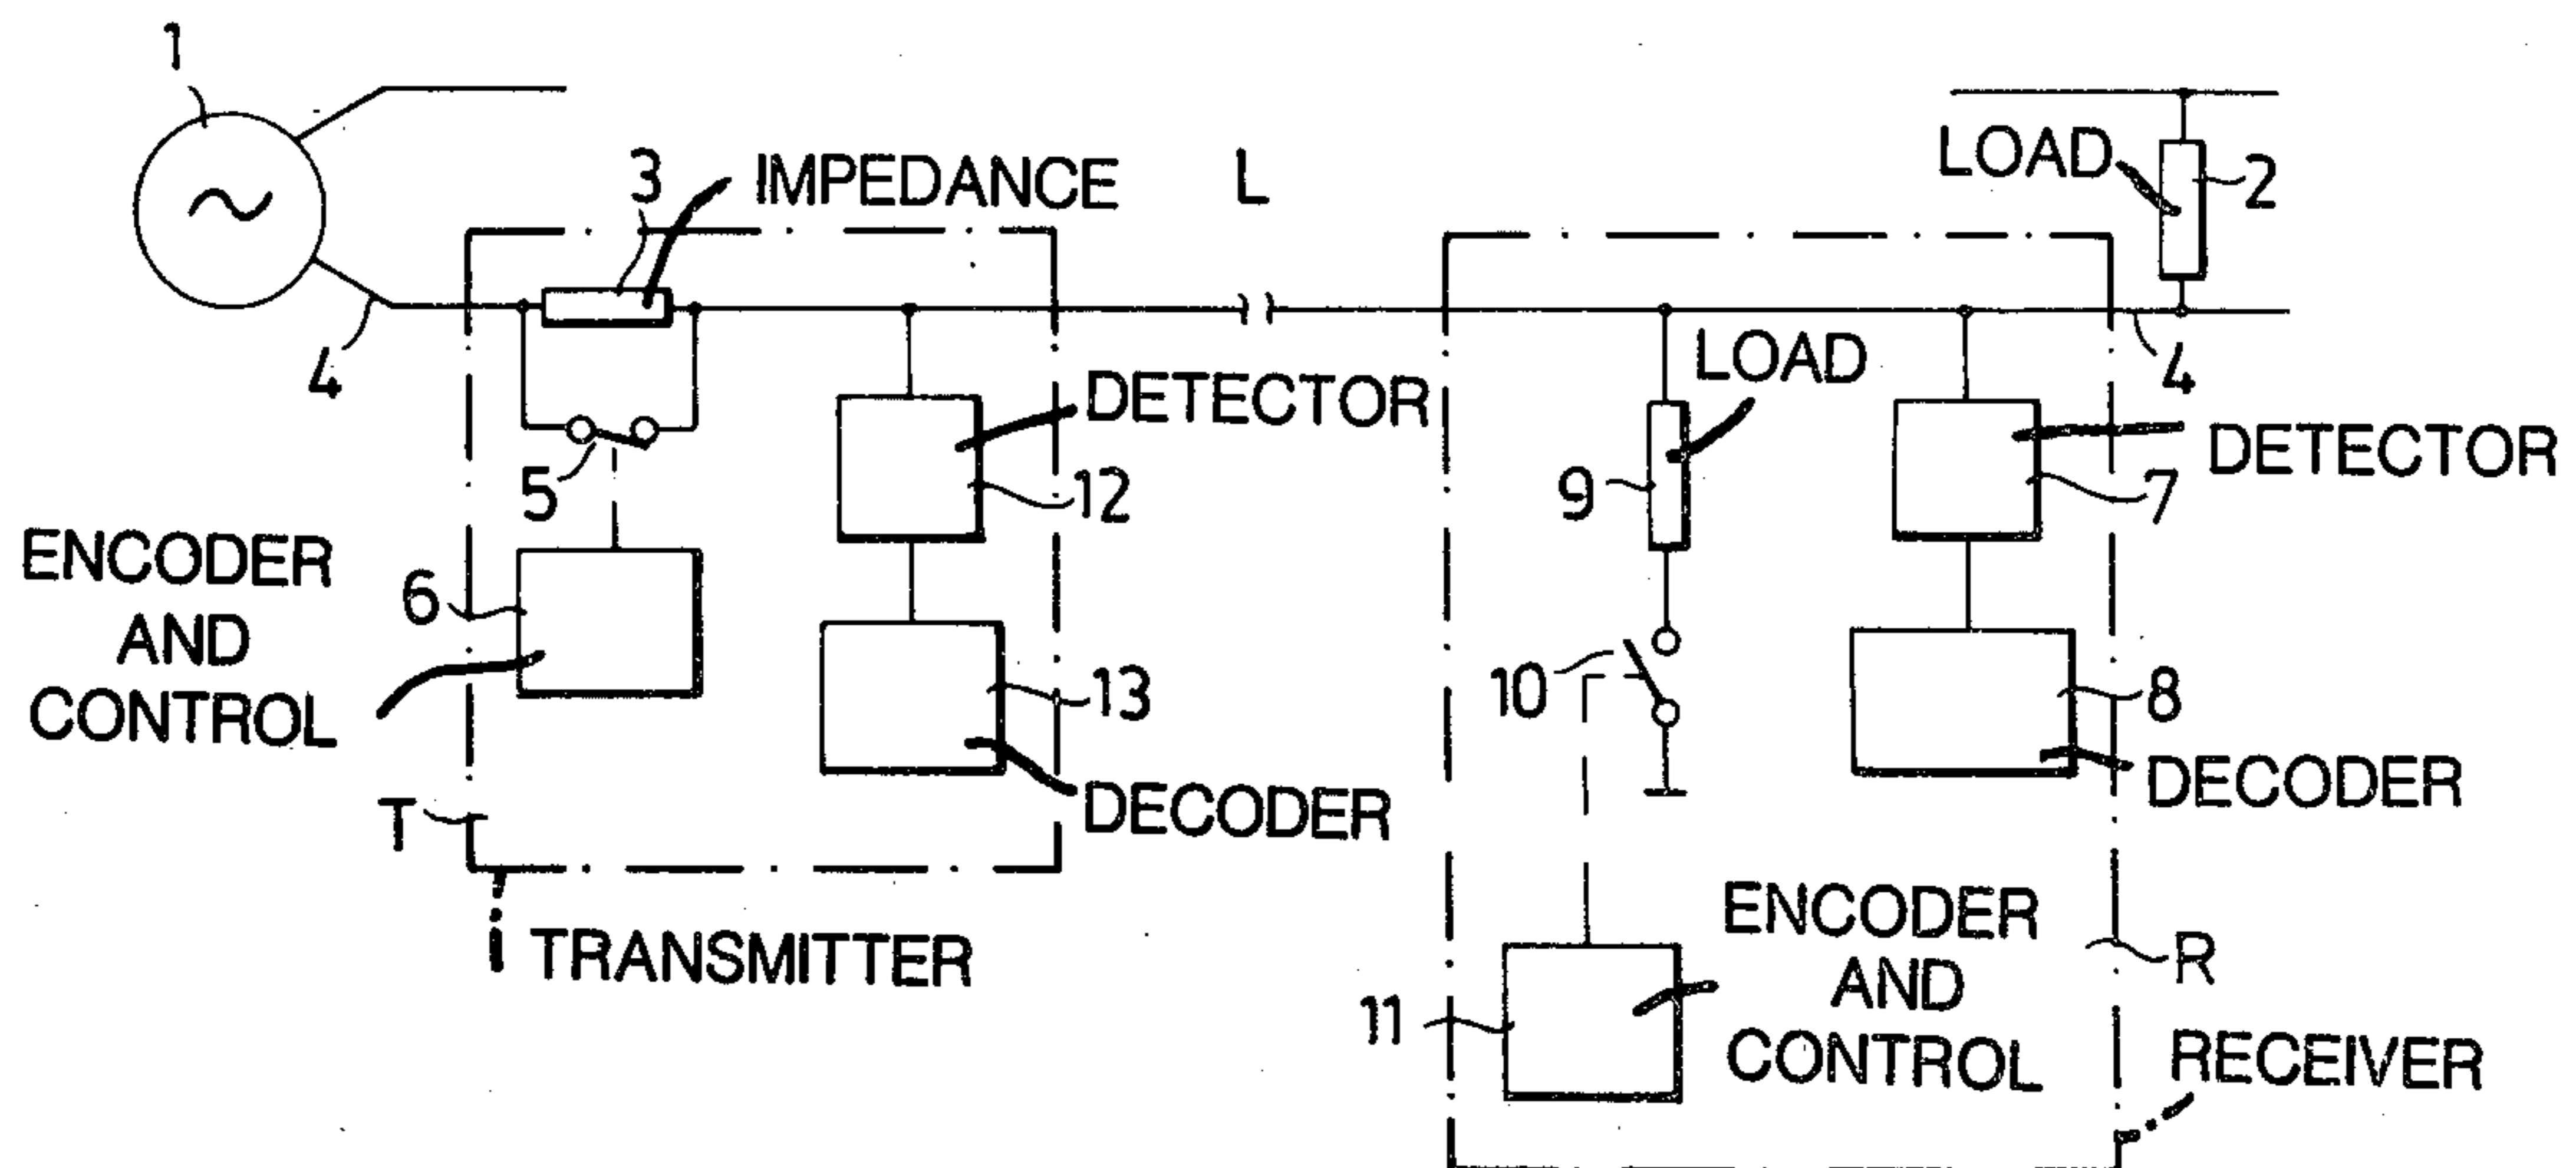 1
3
IMPEDANCE
L
LOAD
2
4
LOAD
4
DETECTOR
DETECTOR
5
12
9
7
ENCODER
AND
CONTROL
6
10
13
8
DECODER
DECODER
T
TRANSMITTER
ENCODER
AND
CONTROL
11
R
RECEIVER